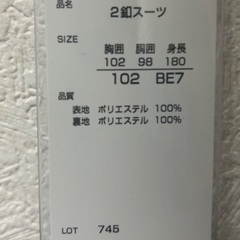 品名
2釦スーツ
SIZE
胸囲 胴囲 身長
102 98 180
102 BE7
品質
表地 ポリエステル 100%
裏地 ポリエステル 100%
LOT 745